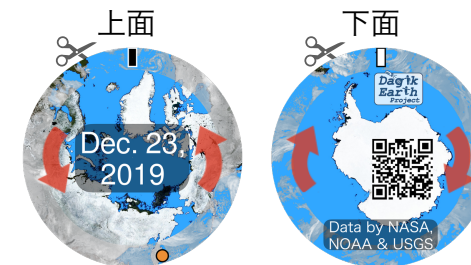 上面
下面
Dec. 23,
2019
Dagik
Earth
Project
Data by NASA,
NOAA & USGS